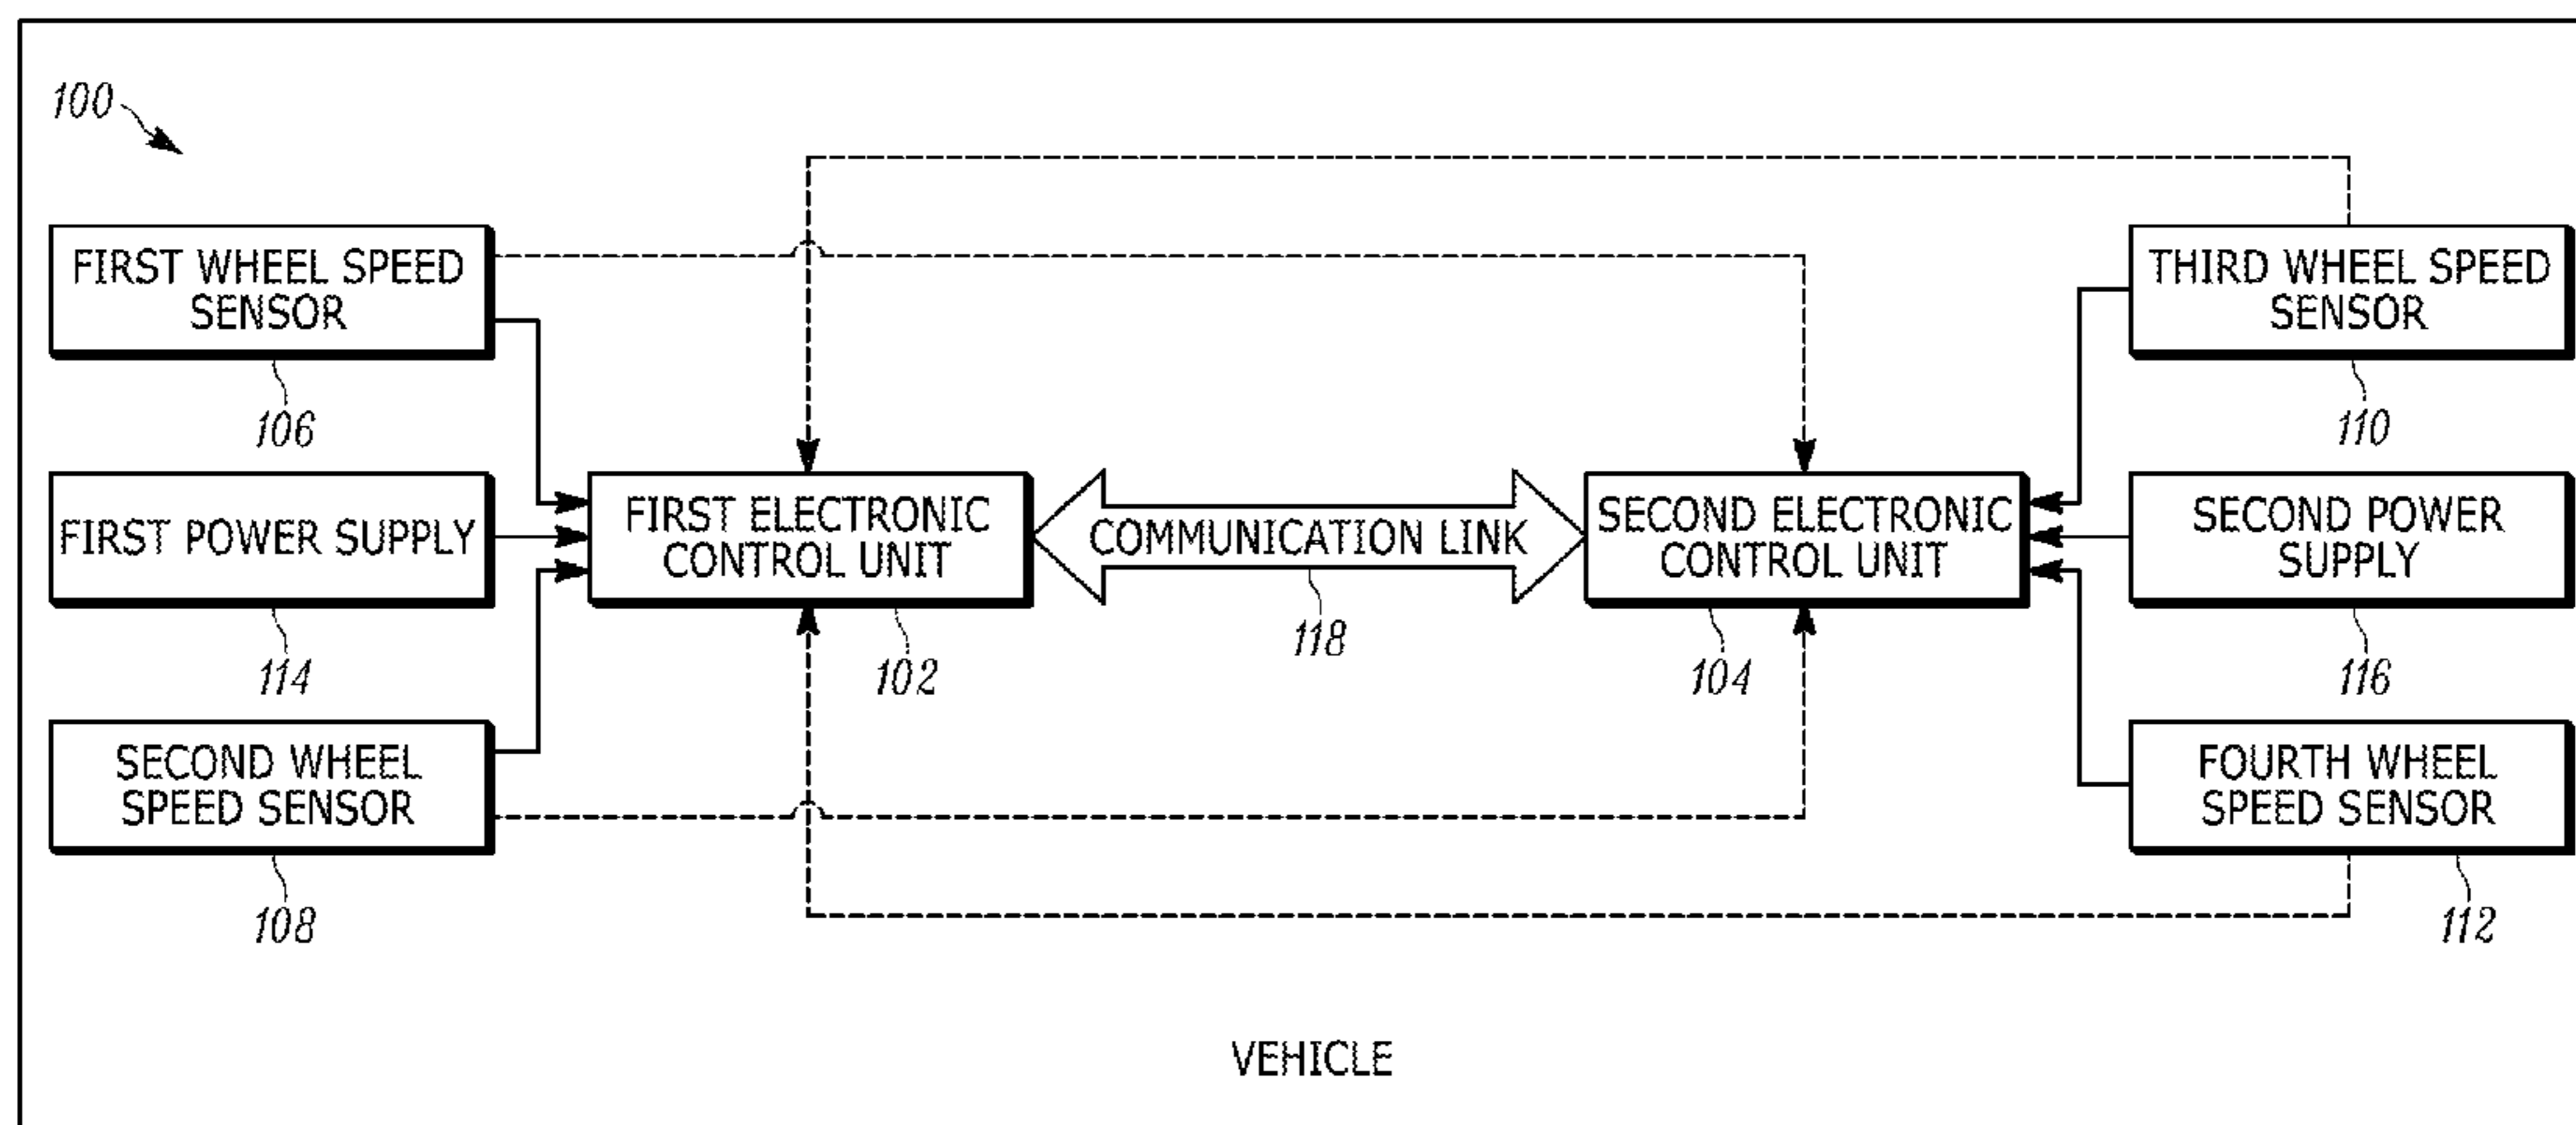 100
FIRST WHEEL SPEED
SENSOR
106
THIRD WHEEL SPEED
SENSOR
110
FIRST POWER SUPPLY
114
FIRST ELECTRONIC
CONTROL UNIT
102
COMMUNICATION LINK
118
SECOND ELECTRONIC
CONTROL UNIT
104
SECOND POWER
SUPPLY
116
SECOND WHEEL
SPEED SENSOR
108
FOURTH WHEEL
SPEED SENSOR
112
VEHICLE